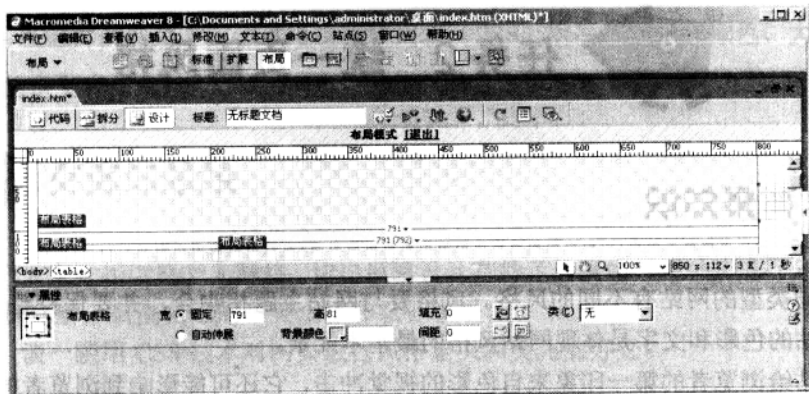 Macromedia Dreamweaver 8 - [C:\Documents and Settings\administrator\桌面\index.htm (XHTML)*]
文件(F) 编辑(E) 查看(V) 插入(I) 修改(M) 文本(T) 命令(C) 站点(S) 窗口(W) 帮助(H)
布局 标准 扩展 布局
index.htm*
代码 拆分 设计 标题: 无标题文档
布局模式 [退出]
0 50 100 150 200 250 300 350 400 450 500 550 600 650 700 750 800
布局表格
791
布局表格 布局表格 791 (792)
<body> <table> 100% 850 x 112 3 K / 1 秒
属性
布局表格 宽 固定 791 高 81 填充 0 类(C) 无
自动伸展 背景颜色 间距 0